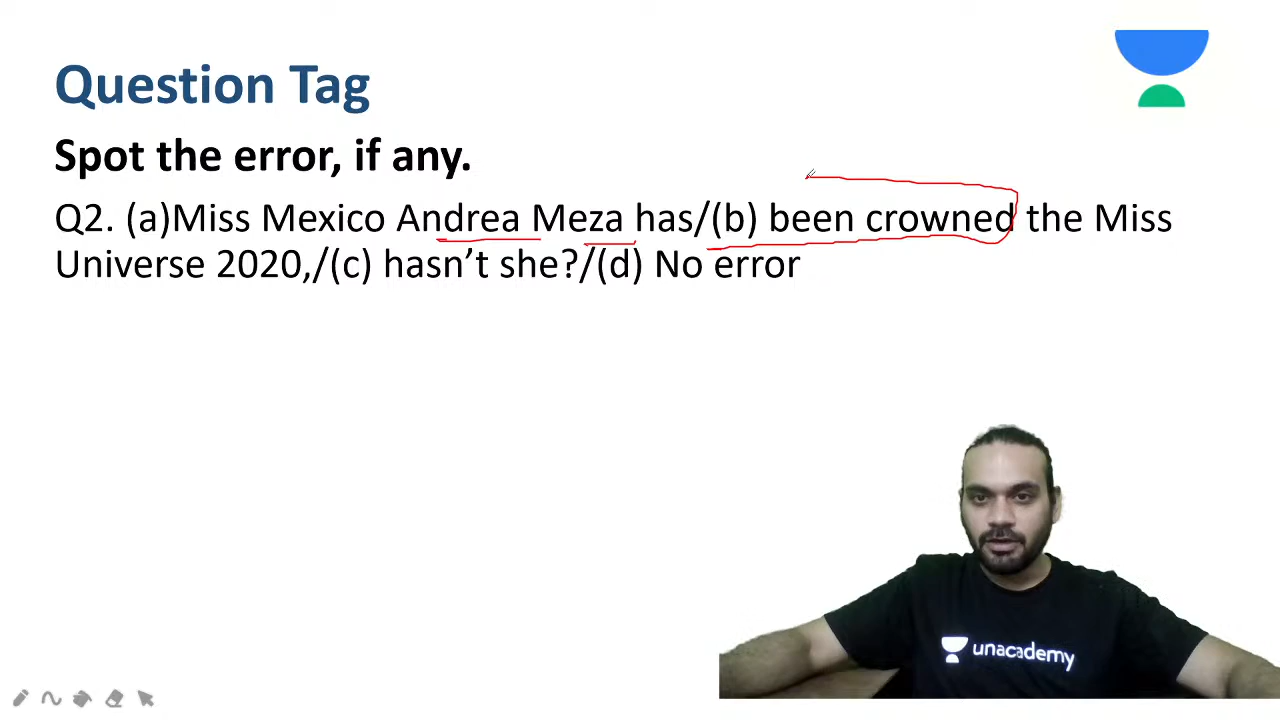 Question Tag
Spot the error, if any.
Q2. (a)Miss Mexico Andrea Meza has/(b) been crowned the Miss
Universe 2020,/(c) hasn’t she?/(d) No error
unacademy